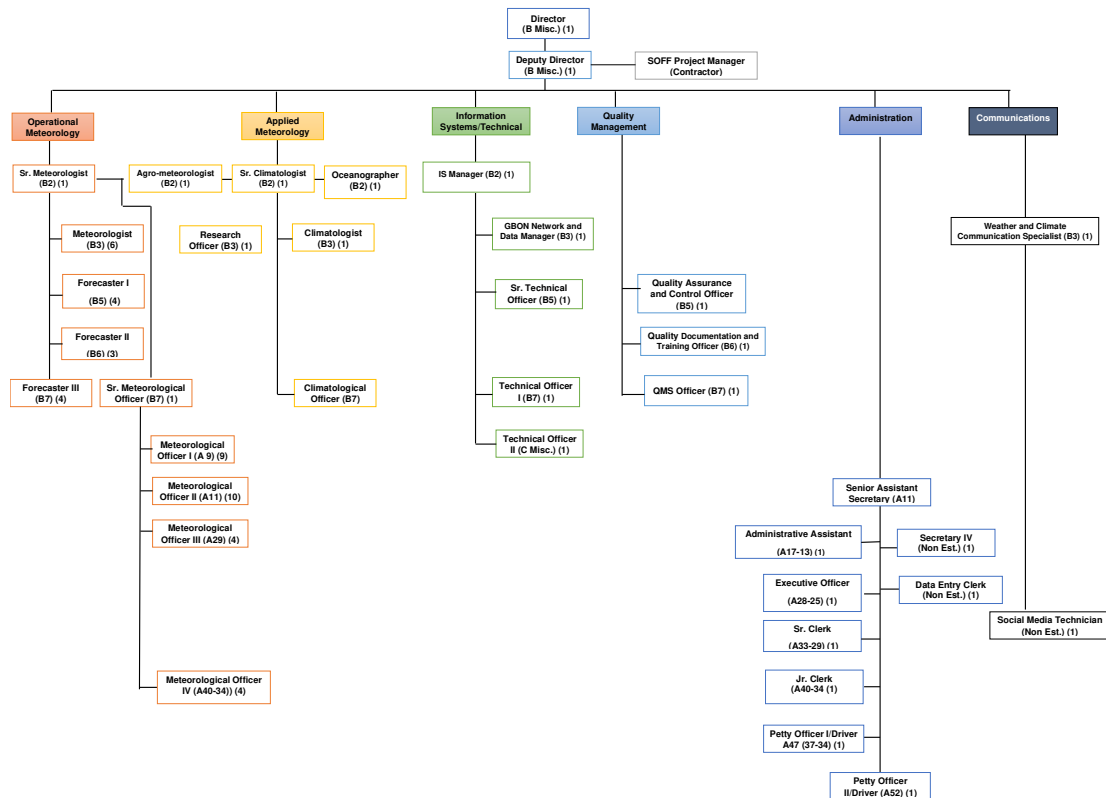 Director
(B Misc.) (1)
Deputy Director
(B Misc.) (1)
SOFF Project Manager
(Contractor)
Operational
Meteorology
Applied
Meteorology
Information
Systems/Technical
Quality
Management
Administration
Communications
Sr. Meteorologist
(B2) (1)
Agro-meteorologist
(B2) (1)
Sr. Climatologist
(B2) (1)
Oceanographer
(B2) (1)
IS Manager (B2) (1)
Meteorologist
(B3) (6)
Research
Officer (B3) (1)
Climatologist
(B3) (1)
GBON Network and
Data Manager (B3) (1)
Weather and Climate
Communication Specialist (B3) (1)
Forecaster I
(B5) (4)
Sr. Technical
Officer (B5) (1)
Quality Assurance
and Control Officer
(B5) (1)
Forecaster II
(B6) (3)
Quality Documentation and
Training Officer (B6) (1)
Forecaster III
(B7) (4)
Sr. Meteorological
Officer (B7) (1)
Climatological
Officer (B7)
Technical Officer
I (B7) (1)
QMS Officer (B7) (1)
Meteorological
Officer I (A 9) (9)
Technical Officer
II (C Misc.) (1)
Meteorological
Officer II (A11) (10)
Senior Assistant
Secretary (A11)
Meteorological
Officer III (A29) (4)
Administrative Assistant
(A17-13) (1)
Secretary IV
(Non Est.) (1)
Executive Officer
(A28-25) (1)
Data Entry Clerk
(Non Est.) (1)
Sr. Clerk
(A33-29) (1)
Social Media Technician
(Non Est.) (1)
Meteorological Officer
IV (A40-34)) (4)
Jr. Clerk
(A40-34 (1)
Petty Officer I/Driver
A47 (37-34) (1)
Petty Officer
II/Driver (A52) (1)